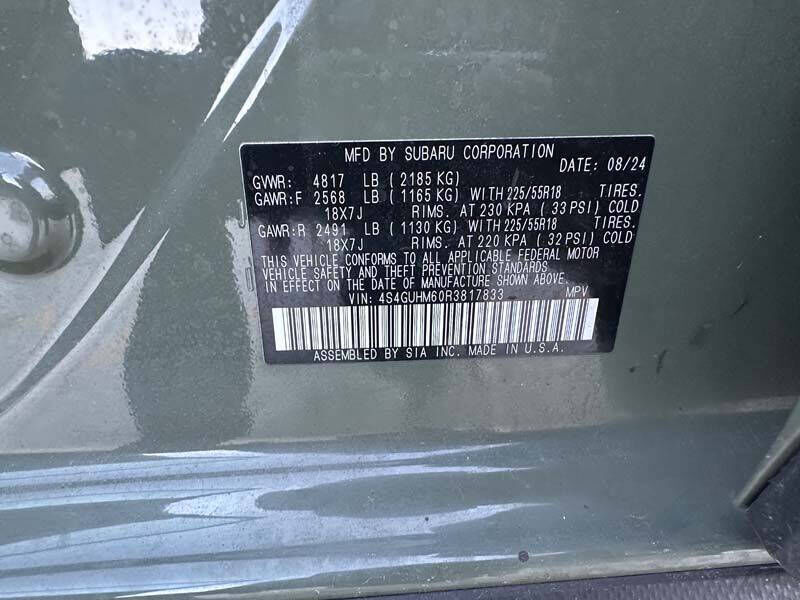 MFD BY SUBARU CORPORATION DATE: 08/24
GVWR: 4817 LB ( 2185 KG)
GAWR:F 2568 LB ( 1165 KG) WITH 225/55R18 TIRES.
18X7J RIMS. AT 230 KPA ( 33 PSI) COLD
GAWR:R 2491 LB ( 1130 KG) WITH 225/55R18 TIRES.
18X7J RIMS. AT 220 KPA ( 32 PSI) COLD
THIS VEHICLE CONFORMS TO ALL APPLICABLE FEDERAL MOTOR
VEHICLE SAFETY AND THEFT PREVENTION STANDARDS
IN EFFECT ON THE DATE OF MANUFACTURE SHOWN ABOVE.
VIN: 4S4GUHM60R3817833 MPV
ASSEMBLED BY SIA INC. MADE IN U.S.A.